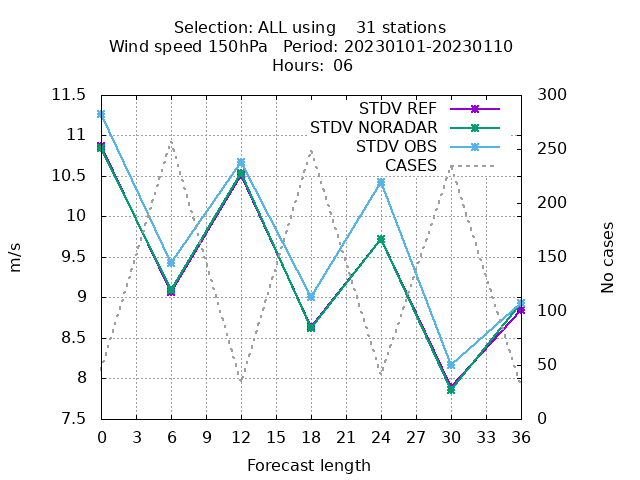 Selection: ALL using    31 stations
Wind speed 150hPa   Period: 20230101-20230110
Hours:  06
STDV REF
STDV NORADAR
STDV OBS
CASES
11.5
11
10.5
10
9.5
9
8.5
8
7.5
m/s
300
250
200
150
100
50
0
No cases
0 3 6 9 12 15 18 21 24 27 30 33 36
Forecast length